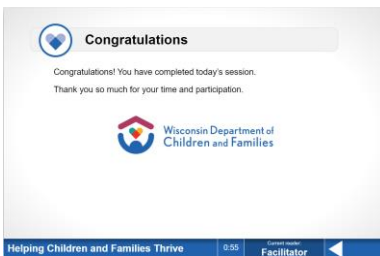 Congratulations
Congratulations! You have completed today's session.
Thank you so much for your time and participation.
Wisconsin Department of
Children and Families
Helping Children and Families Thrive
0:55
Current reader:
Facilitator